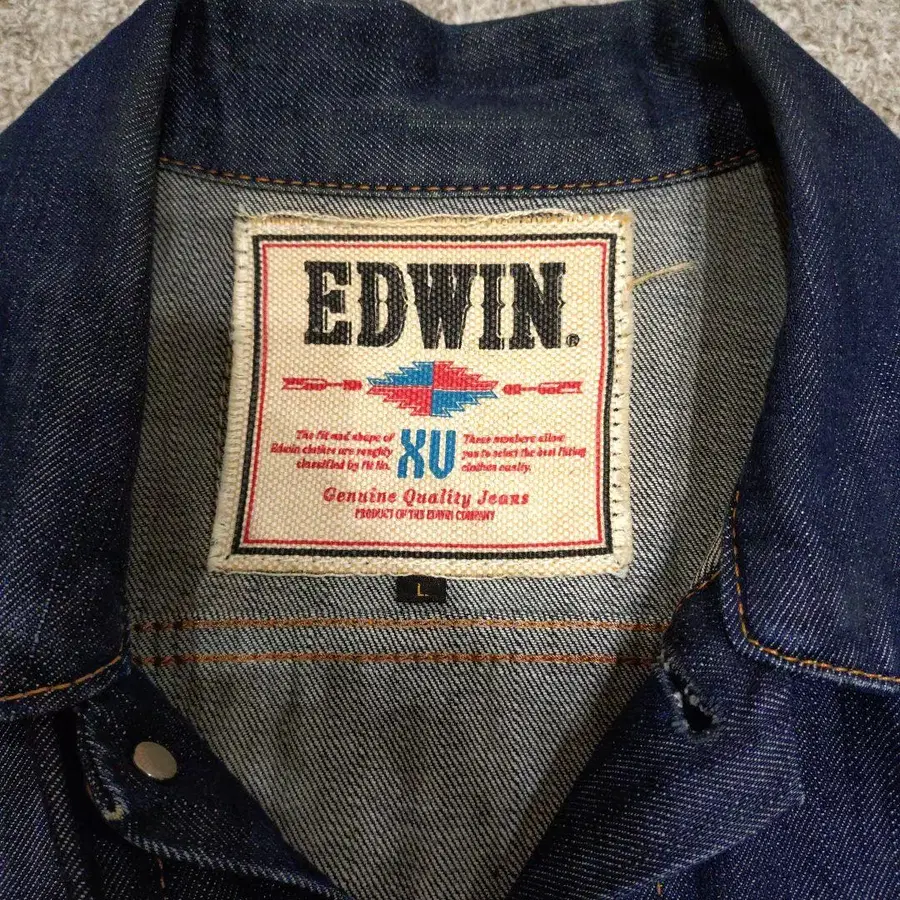 EDWIN®
The fit and shape of
Edwin clothes are roughly
classified by Fit No.
XV
These numbers allow
you to select the best fitting
clothes easily.
Genuine Quality Jeans
PRODUCT OF THE EDWIN COMPANY
L